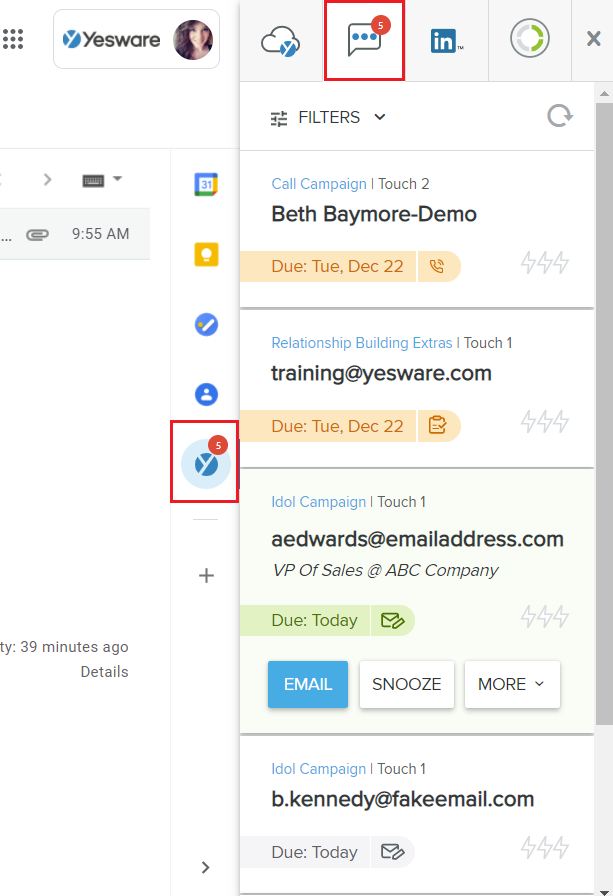 Yesware
5
in™
FILTERS
31
...
9:55 AM
Call Campaign | Touch 2
Beth Baymore-Demo
Due: Tue, Dec 22
Relationship Building Extras | Touch 1
training@yesware.com
Due: Tue, Dec 22
5
Idol Campaign | Touch 1
aedwards@emailaddress.com
VP Of Sales @ ABC Company
Due: Today
EMAIL
SNOOZE
MORE
ty: 39 minutes ago
Details
Idol Campaign | Touch 1
b.kennedy@fakeemail.com
Due: Today